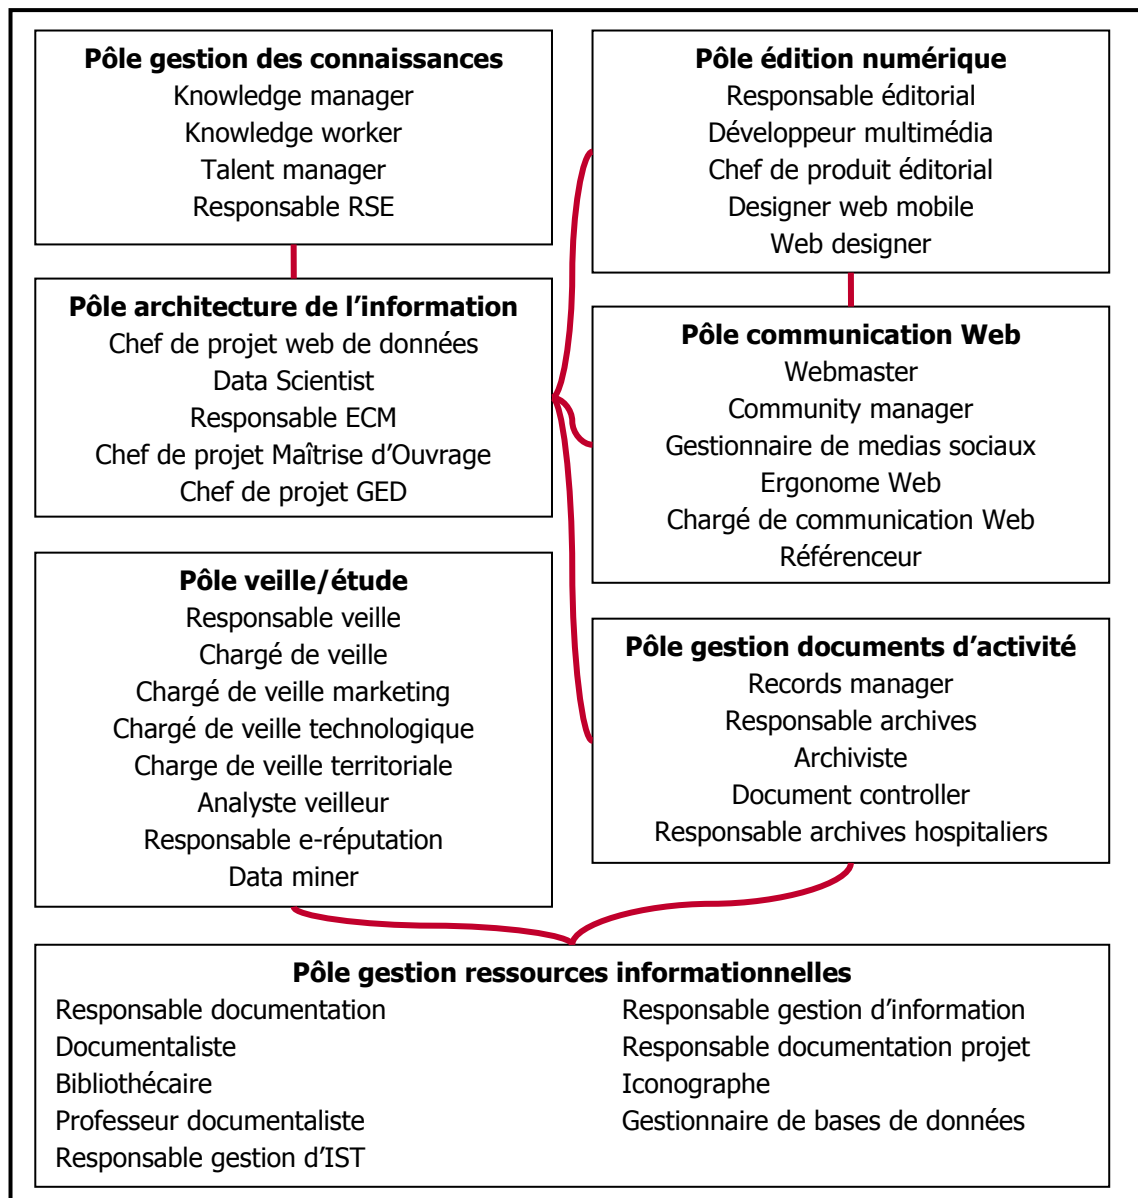 Pôle gestion des connaissances
Knowledge manager
Knowledge worker
Talent manager
Responsable RSE
Pôle architecture de l’information
Chef de projet web de données
Data Scientist
Responsable ECM
Chef de projet Maîtrise d’Ouvrage
Chef de projet GED
Pôle veille/étude
Responsable veille
Chargé de veille
Chargé de veille marketing
Chargé de veille technologique
Charge de veille territoriale
Analyste veilleur
Responsable e-réputation
Data miner
Pôle édition numérique
Responsable éditorial
Développeur multimédia
Chef de produit éditorial
Designer web mobile
Web designer
Pôle communication Web
Webmaster
Community manager
Gestionnaire de medias sociaux
Ergonome Web
Chargé de communication Web
Référenceur
Pôle gestion documents d’activité
Records manager
Responsable archives
Archiviste
Document controller
Responsable archives hospitaliers
Pôle gestion ressources informationnelles
Responsable documentation
Documentaliste
Bibliothécaire
Professeur documentaliste
Responsable gestion d’IST
Responsable gestion d’information
Responsable documentation projet
Iconographe
Gestionnaire de bases de données